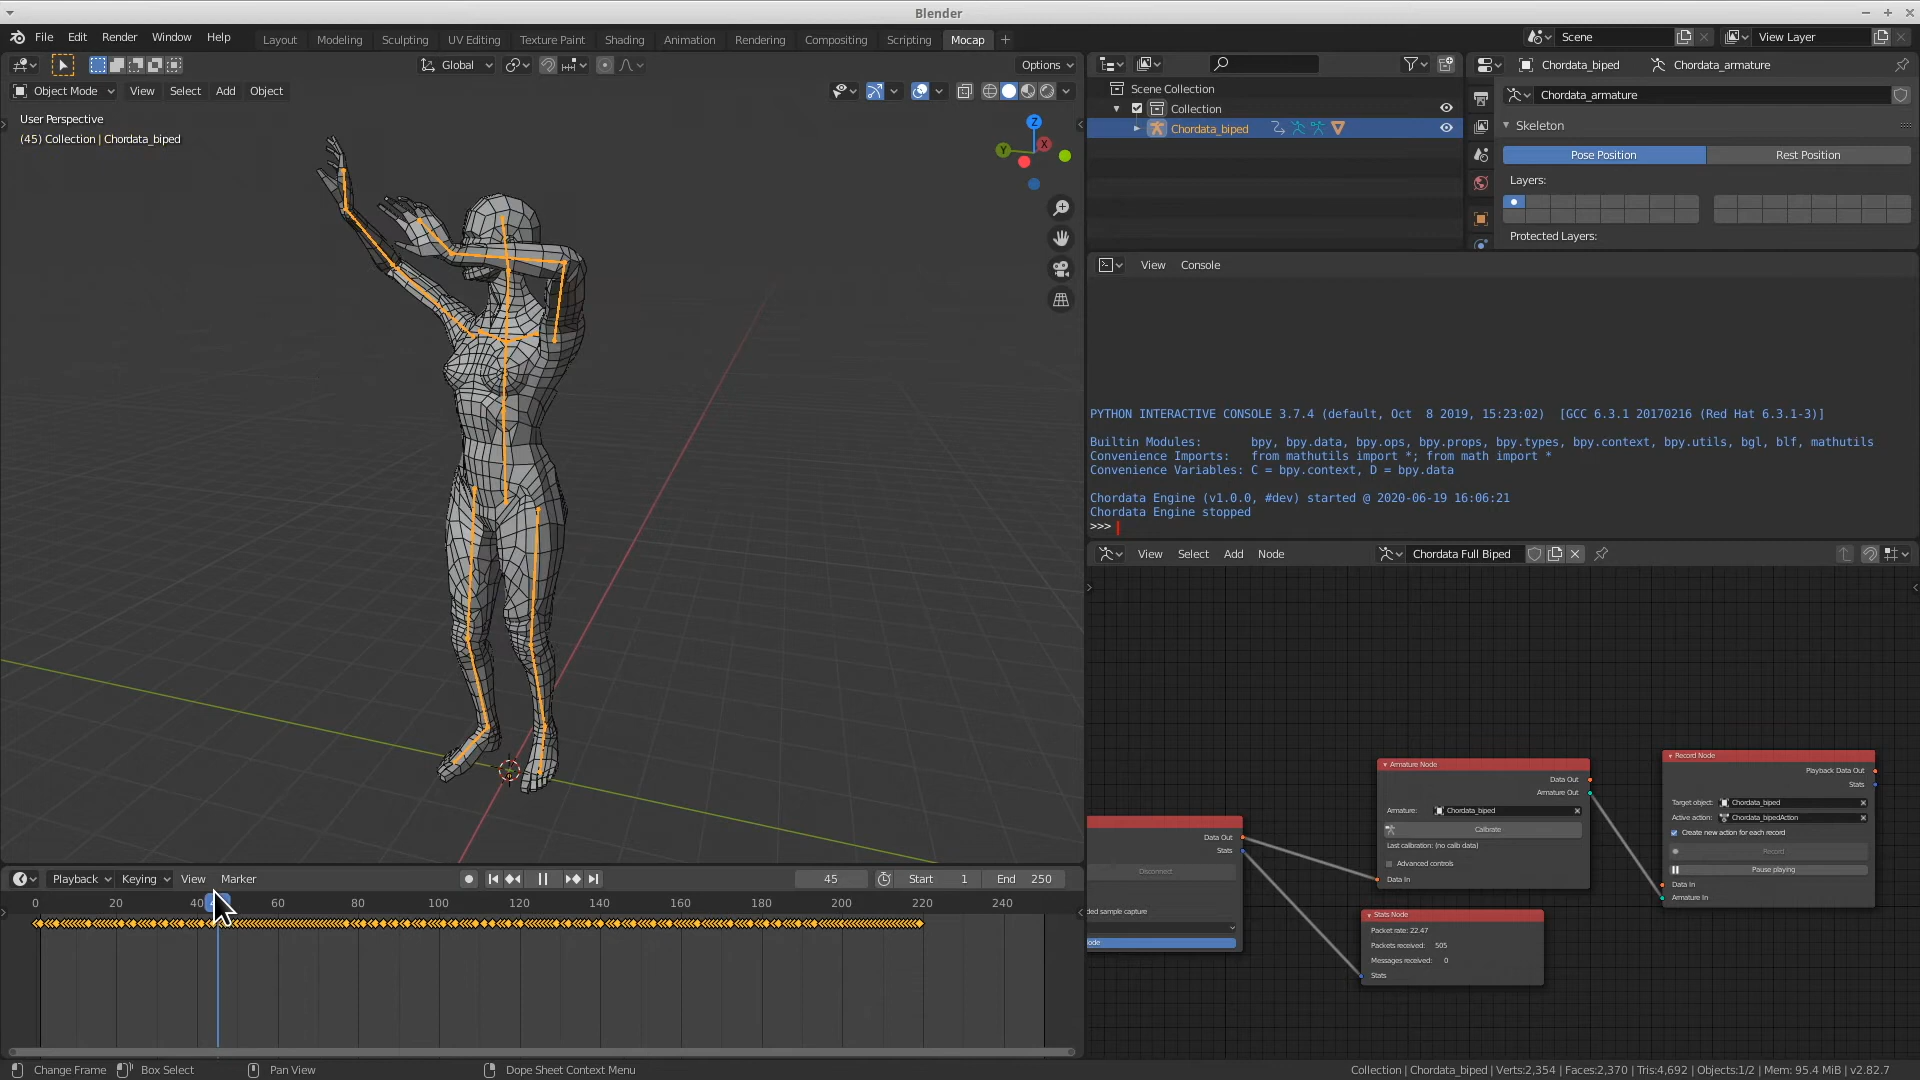 Blender
File Edit Render Window Help
Layout Modeling Sculpting UV Editing Texture Paint Shading Animation Rendering Compositing Scripting Mocap
Scene
View Layer
Global
Options
Object Mode View Select Add Object
User Perspective
(45) Collection | Chordata_biped
Z
Y
X
Scene Collection
Collection
Chordata_biped
Chordata_biped
Chordata_armature
Chordata_armature
Skeleton
Pose Position
Rest Position
Layers:
Protected Layers:
View Console
PYTHON INTERACTIVE CONSOLE 3.7.4 (default, Oct  8 2019, 15:23:02)  [GCC 6.3.1 20170216 (Red Hat 6.3.1-3)]
Builtin Modules:       bpy, bpy.data, bpy.ops, bpy.props, bpy.types, bpy.context, bpy.utils, bgl, blf, mathutils
Convenience Imports:   from mathutils import *; from math import *
Convenience Variables: C = bpy.context, D = bpy.data
Chordata Engine (v1.0.0, #dev) started @ 2020-06-19 16:06:21
Chordata Engine stopped
>>>
View Select Add Node
Chordata Full Biped
Data Out
Stats
Disconnect
ded sample capture
ode
Armature Node
Data Out
Armature Out
Armature: Chordata_biped
Calibrate
Last calibration: (no calib data)
Advanced controls
Data In
Stats Node
Packet rate: 22.47
Packets received: 505
Messages received: 0
Stats
Record Node
Playback Data Out
Stats
Target object: Chordata_biped
Active action: Chordata_bipedAction
Create new action for each record
Record
Pause playing
Data In
Armature In
Playback Keying View Marker
45
Start 1
End 250
0 20 40 60 80 100 120 140 160 180 200 220 240
Change Frame
Box Select
Pan View
Dope Sheet Context Menu
Collection | Chordata_biped | Verts:2,354 | Faces:2,370 | Tris:4,692 | Objects:1/2 | Mem: 95.4 MiB | v2.82.7